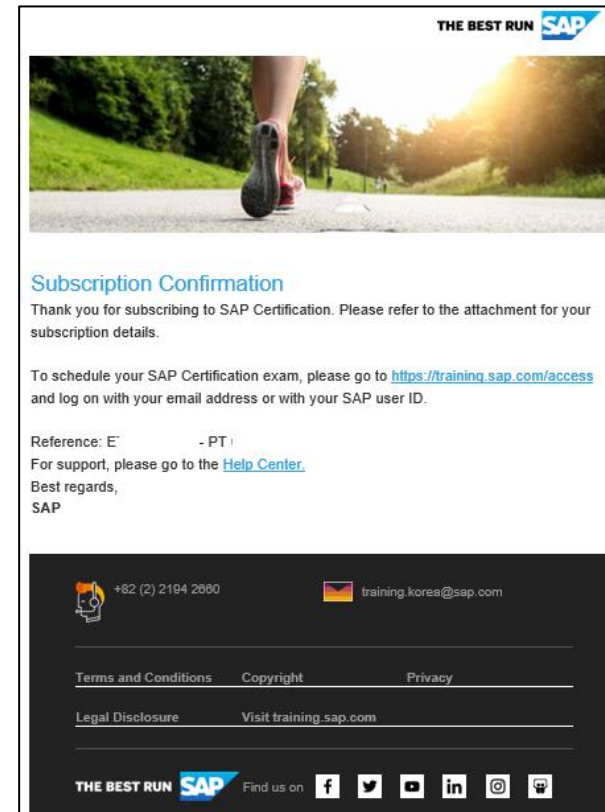 THE BEST RUN SAP
Subscription Confirmation
Thank you for subscribing to SAP Certification. Please refer to the attachment for your
subscription details.
To schedule your SAP Certification exam, please go to https://training.sap.com/access
and log on with your email address or with your SAP user ID.
Reference: E - PT
For support, please go to the Help Center.
Best regards,
SAP
+82 (2) 2194 2660 training.korea@sap.com
Terms and Conditions Copyright Privacy
Legal Disclosure Visit training.sap.com
THE BEST RUN SAP Find us on f in